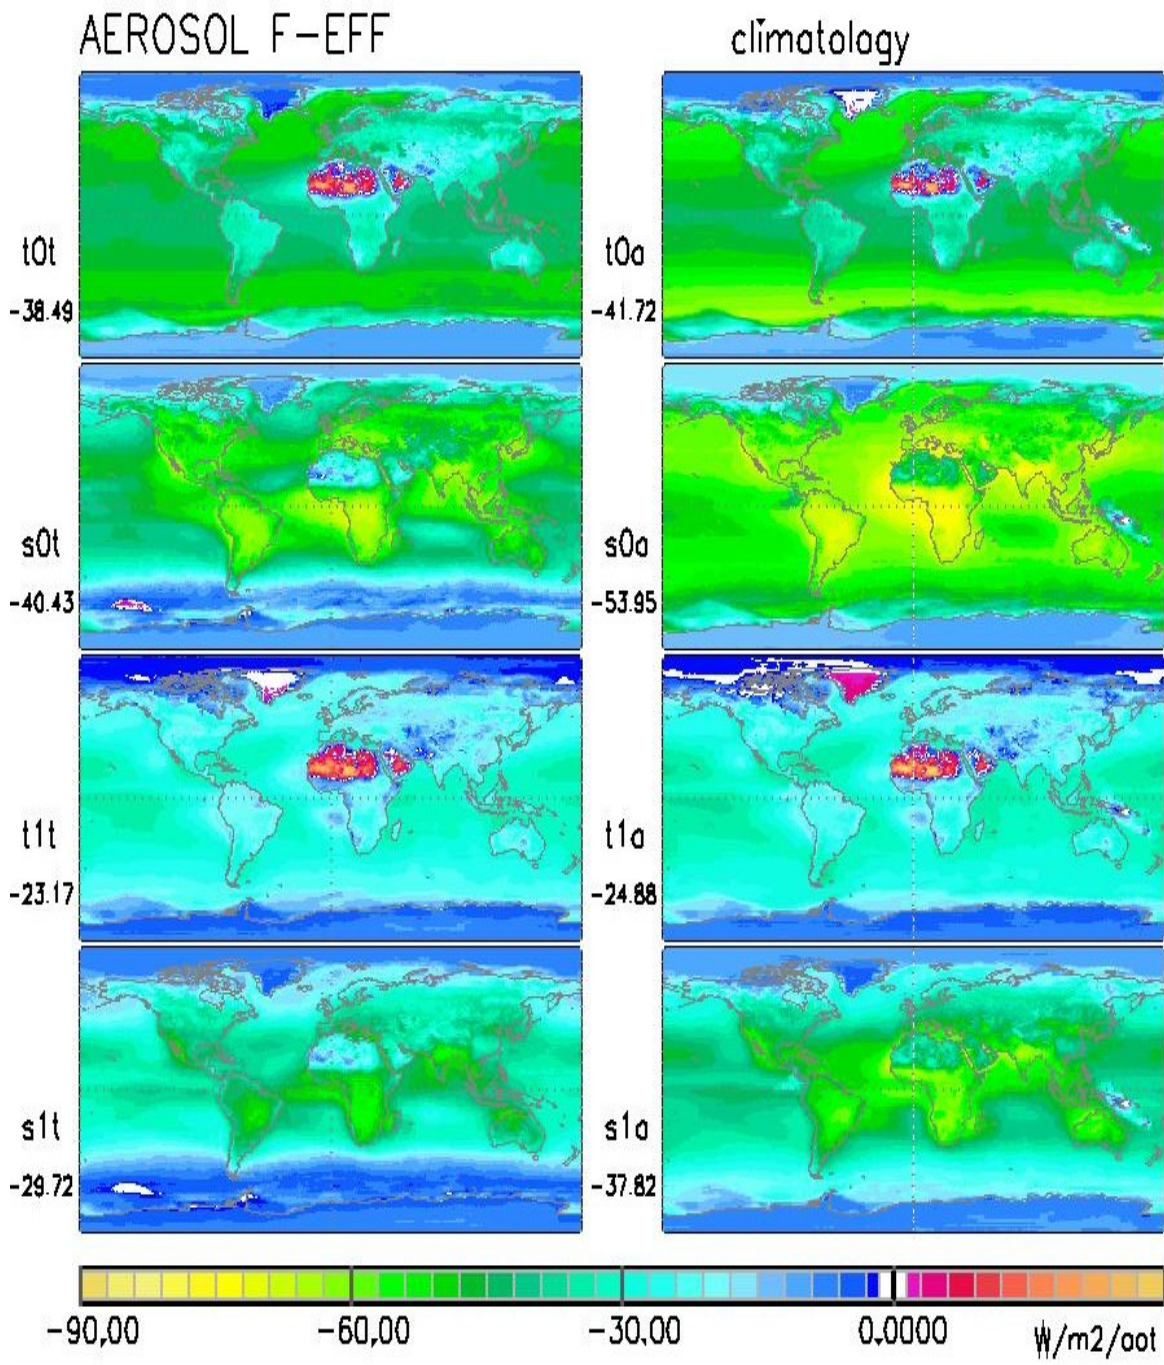 AEROSOL F-EFF
climatology
t0t
-38.49
t0a
-41.72
s0t
-40.43
s0a
-53.95
t1t
-23.17
t1a
-24.88
s1t
-29.72
s1a
-37.82
-90,00 -60,00 -30,00 0.0000 W/m2/aot